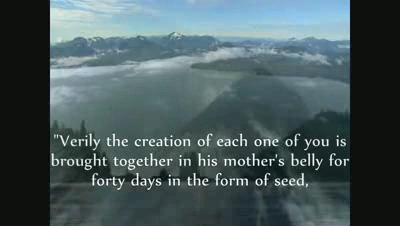 "Verily the creation of each one of you is
brought together in his mother's belly for
forty days in the form of seed,